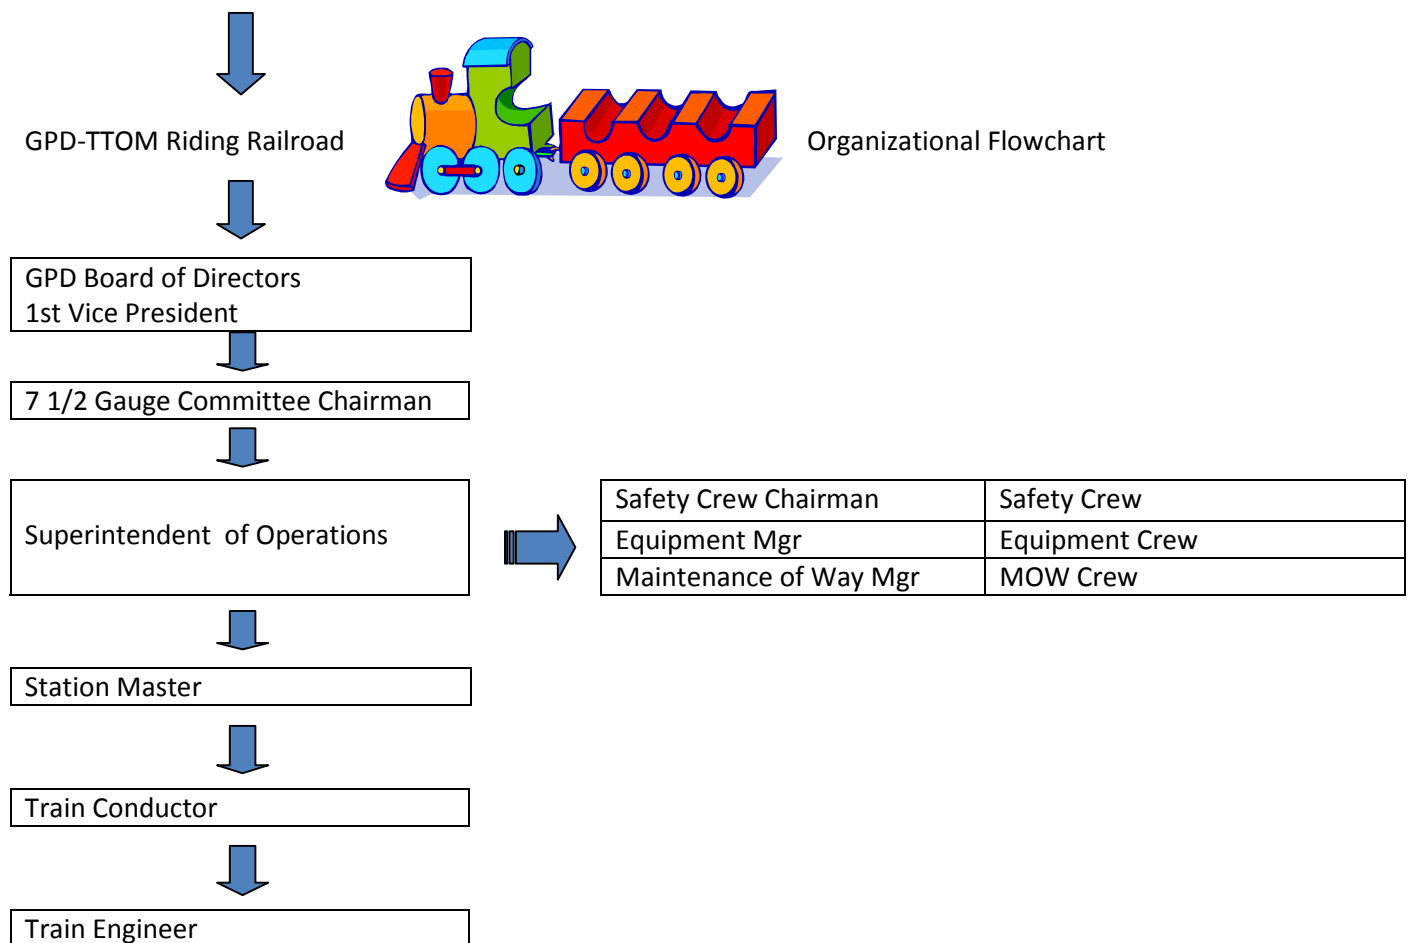 GPD-TTOM Riding Railroad
Organizational Flowchart
GPD Board of Directors
1st Vice President
7 1/2 Gauge Committee Chairman
Superintendent of Operations
Safety Crew Chairman
Safety Crew
Equipment Mgr
Equipment Crew
Maintenance of Way Mgr
MOW Crew
Station Master
Train Conductor
Train Engineer